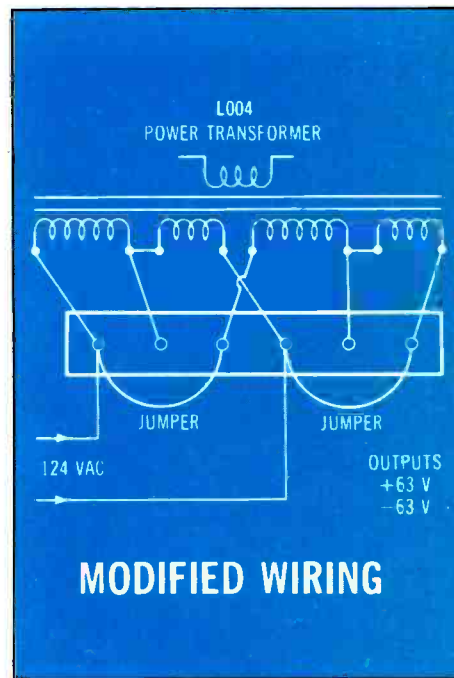 L004
POWER TRANSFORMER
JUMPER
JUMPER
124 VAC
OUTPUTS
+63 V
−63 V
MODIFIED WIRING